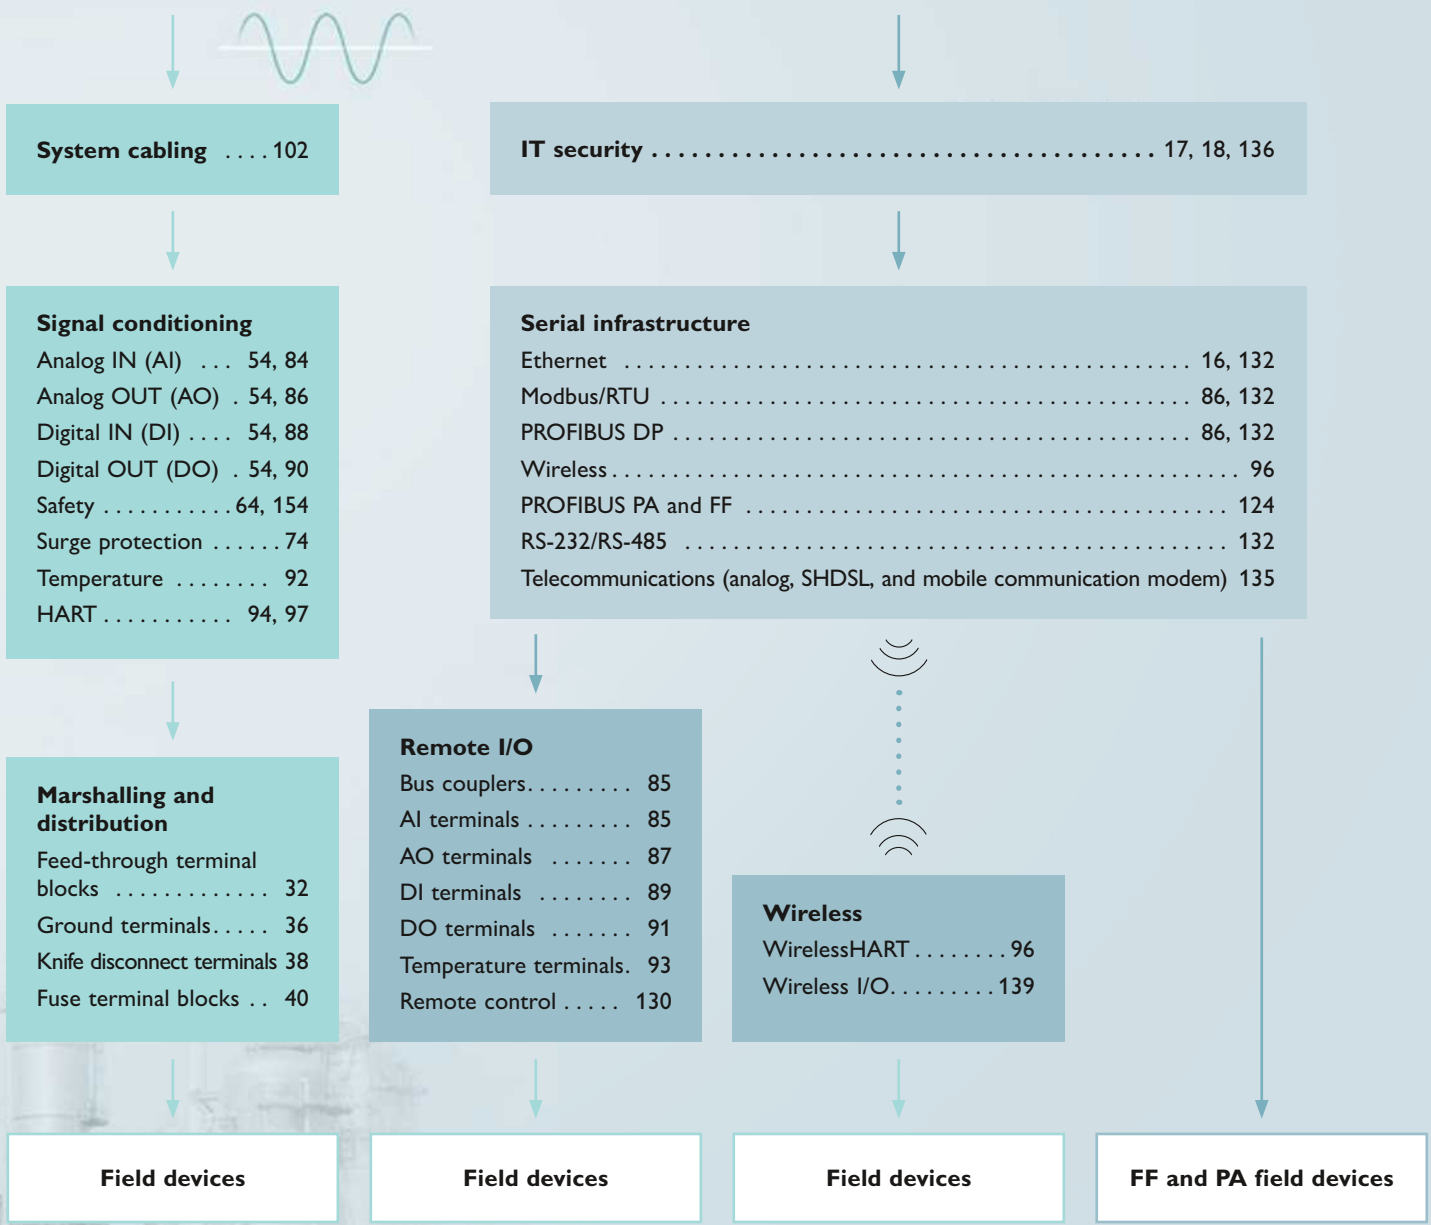 System cabling . . . . 102
IT security . . . . . . . . . . . . . . . . . . . . . . . . . . . . . . . . . . . . . . 17, 18, 136
Signal conditioning
Analog IN (AI) . . . 54, 84
Analog OUT (AO) . 54, 86
Digital IN (DI) . . . . 54, 88
Digital OUT (DO) . 54, 90
Safety . . . . . . . . . . . 64, 154
Surge protection . . . . . . 74
Temperature . . . . . . . . 92
HART . . . . . . . . . . . 94, 97
Serial infrastructure
Ethernet . . . . . . . . . . . . . . . . . . . . . . . . . . . . . . . . . . . . . . . . . . . 16, 132
Modbus/RTU . . . . . . . . . . . . . . . . . . . . . . . . . . . . . . . . . . . . . . . . 86, 132
PROFIBUS DP . . . . . . . . . . . . . . . . . . . . . . . . . . . . . . . . . . . . . . . 86, 132
Wireless . . . . . . . . . . . . . . . . . . . . . . . . . . . . . . . . . . . . . . . . . . . . . . . 96
PROFIBUS PA and FF . . . . . . . . . . . . . . . . . . . . . . . . . . . . . . . . . . . . 124
RS-232/RS-485 . . . . . . . . . . . . . . . . . . . . . . . . . . . . . . . . . . . . . . . . 132
Telecommunications (analog, SHDSL, and mobile communication modem) 135
Marshalling and
distribution
Feed-through terminal
blocks . . . . . . . . . . . . . 32
Ground terminals. . . . . 36
Knife disconnect terminals 38
Fuse terminal blocks . . 40
Remote I/O
Bus couplers. . . . . . . . . 85
AI terminals . . . . . . . . . 85
AO terminals . . . . . . . 87
DI terminals . . . . . . . . 89
DO terminals . . . . . . . 91
Temperature terminals. 93
Remote control . . . . . 130
Wireless
WirelessHART . . . . . . . . 96
Wireless I/O. . . . . . . . . 139
Field devices
Field devices
Field devices
FF and PA field devices